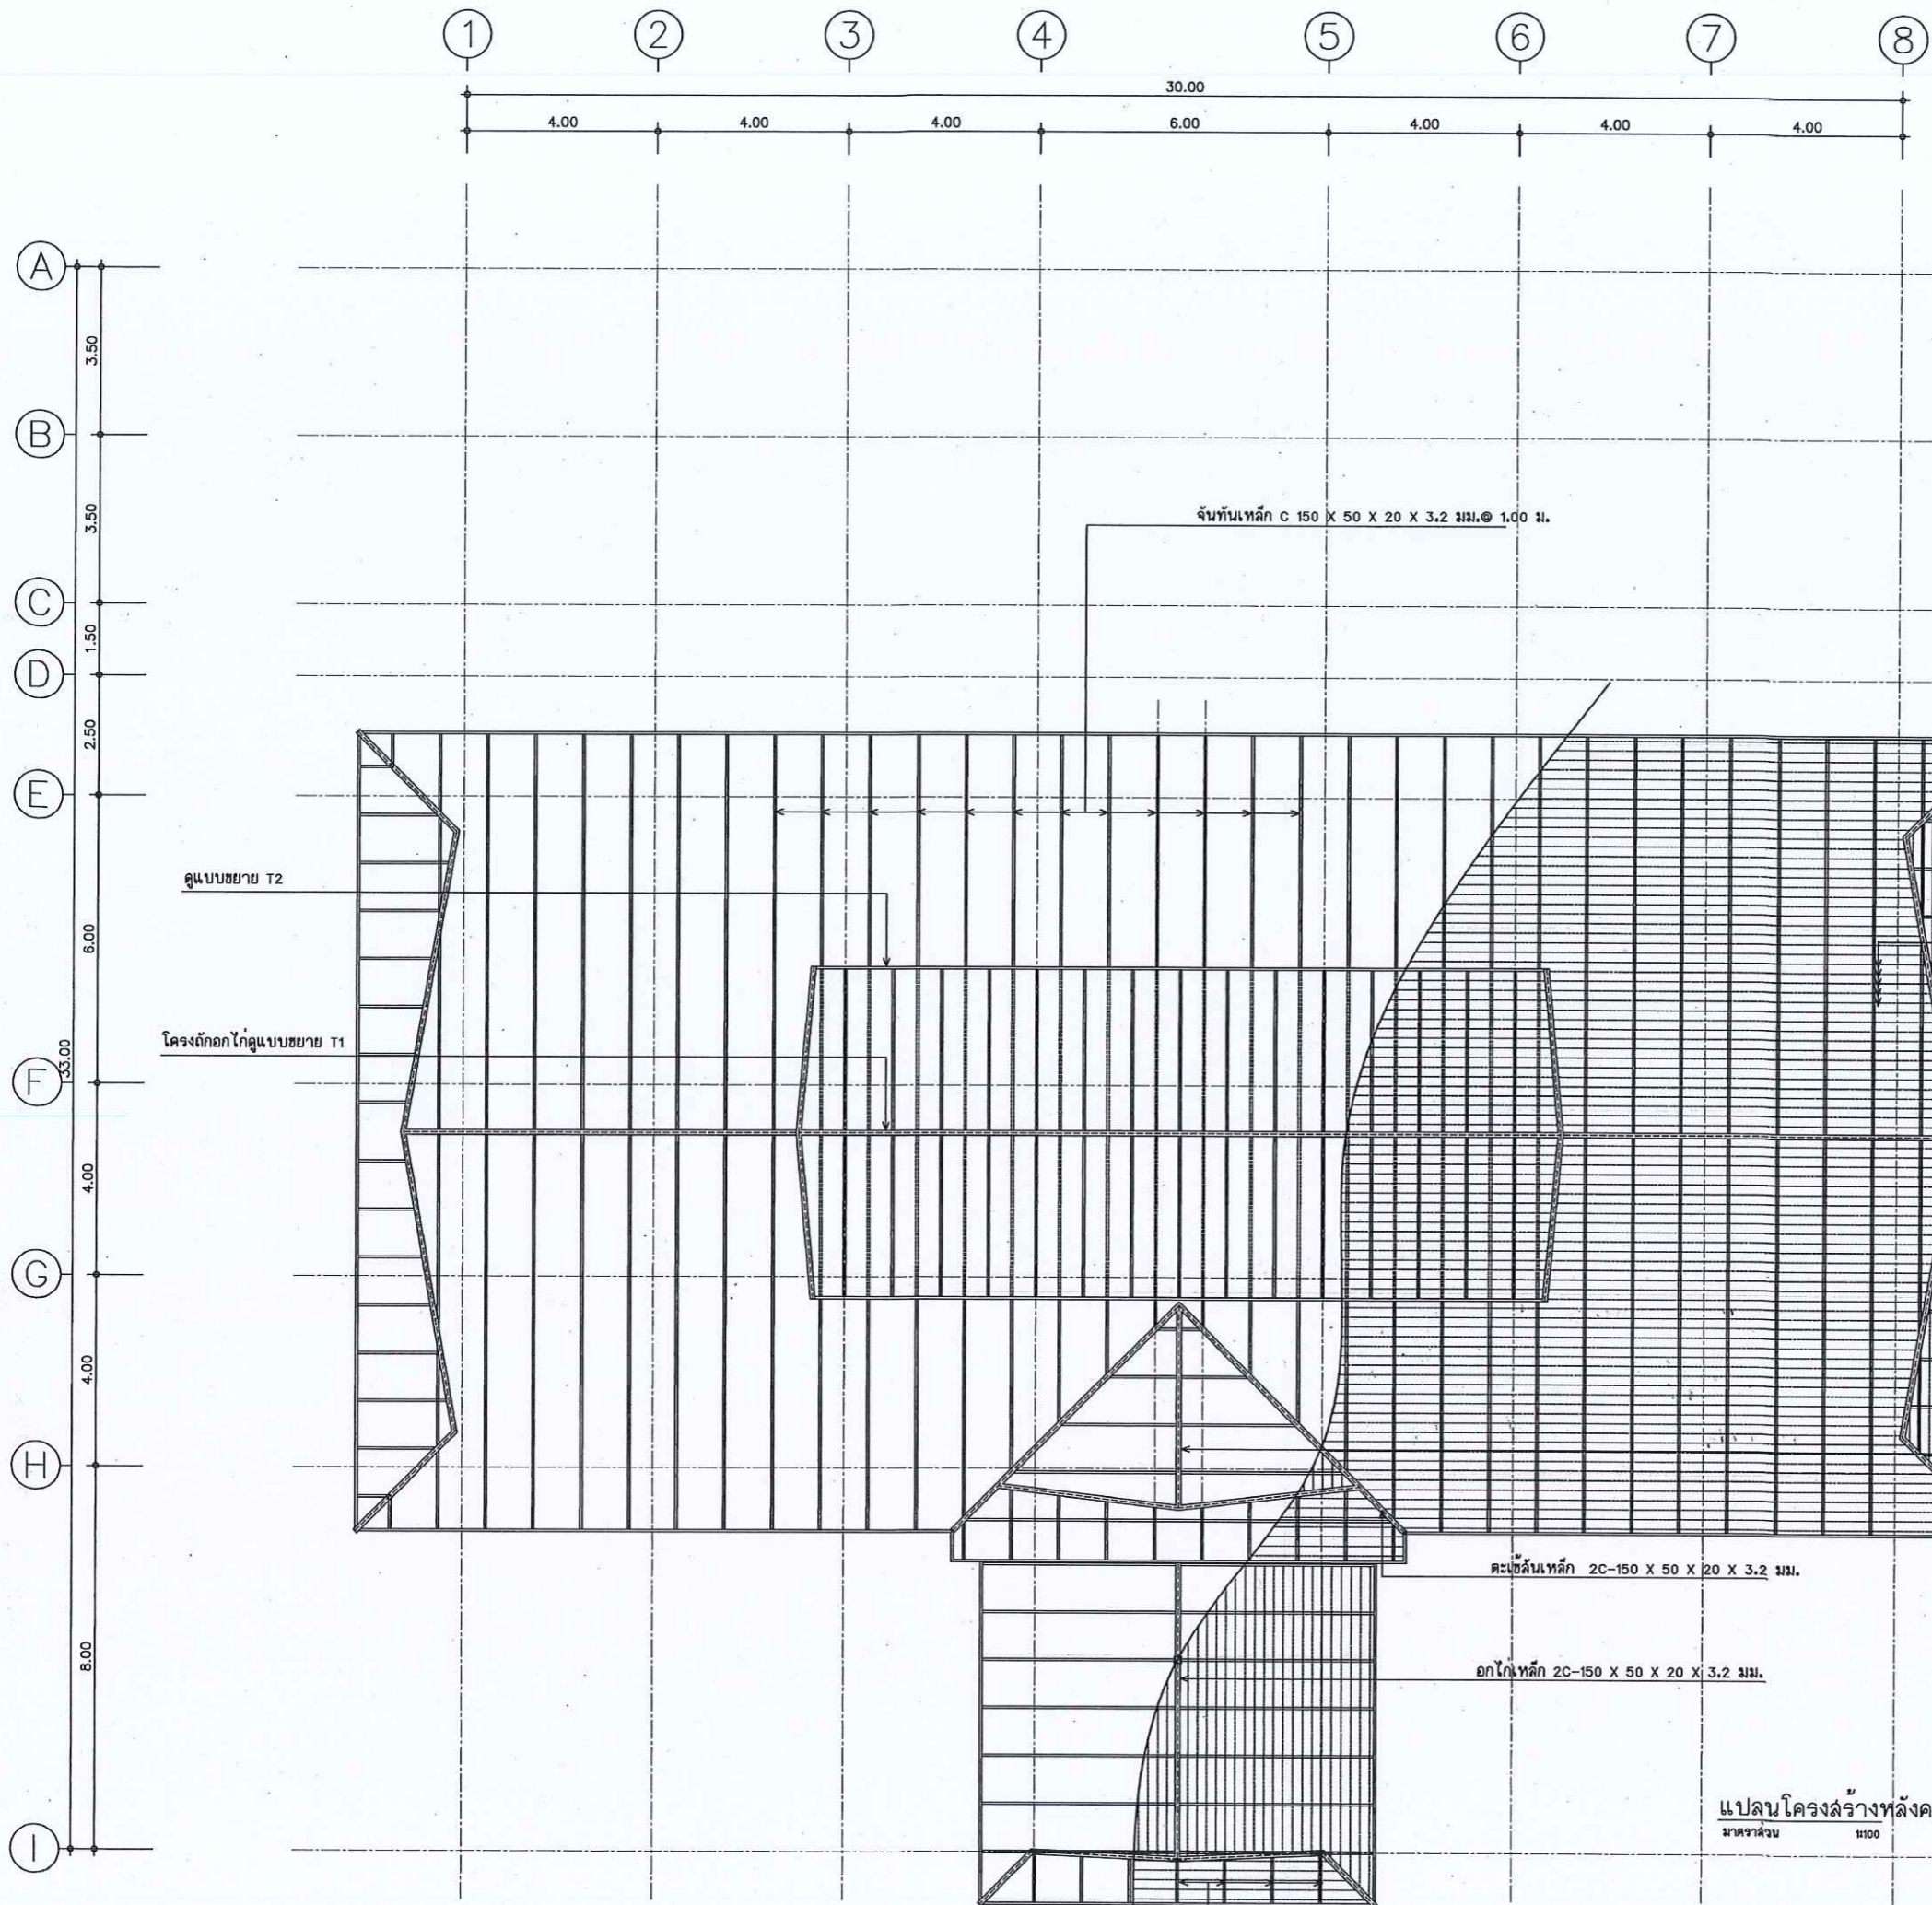 1 2 3 4 5 6 7 8
30.00
4.00 4.00 4.00 6.00 4.00 4.00 4.00
A
3.50
B
3.50
จันทันเหล็ก C 150 X 50 X 20 X 3.2 มม.@ 1.00 ม.
C
1.50
D
2.50
E
ดูแบบขยาย T2
6.00
โครงถักอกไก่ดูแบบขยาย T1
33.00
F
4.00
G
4.00
H
ตะเข้สันเหล็ก 2C-150 X 50 X 20 X 3.2 มม.
8.00
อกไก่เหล็ก 2C-150 X 50 X 20 X 3.2 มม.
แปลนโครงสร้างหลังค
มาตราส่วน 1:100
I